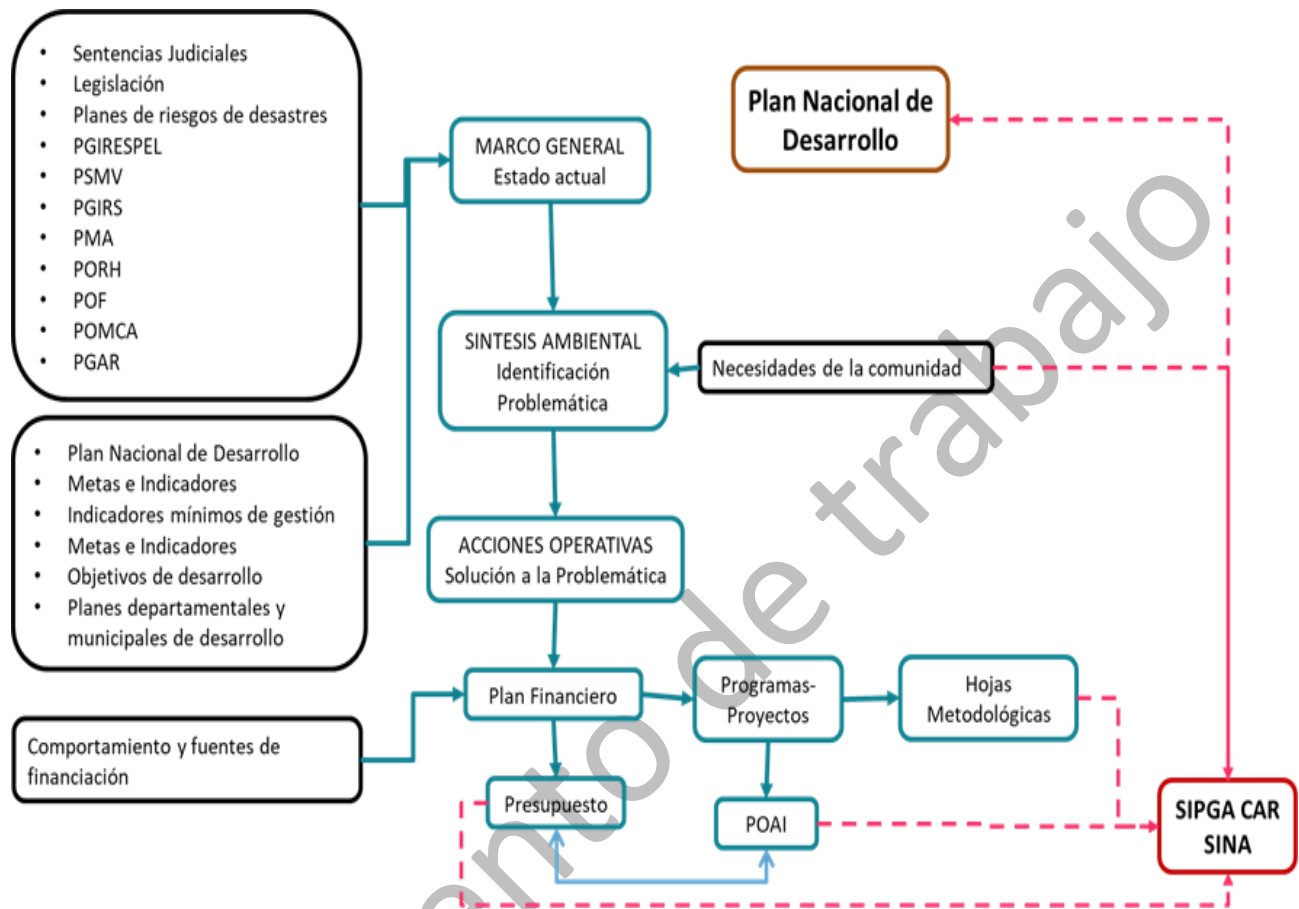 • Sentencias Judiciales
• Legislación
• Planes de riesgos de desastres
• PGIRESPEL
• PSMV
• PGIRS
• PMA
• PORH
• POF
• POMCA
• PGAR
• Plan Nacional de Desarrollo
• Metas e Indicadores
• Indicadores mínimos de gestión
• Metas e Indicadores
• Objetivos de desarrollo
• Planes departamentales y
municipales de desarrollo
Comportamiento y fuentes de
financiación
MARCO GENERAL
Estado actual
SINTESIS AMBIENTAL
Identificación
Problemática
Necesidades de la comunidad
ACCIONES OPERATIVAS
Solución a la Problemática
Plan Financiero
Programas-
Proyectos
Hojas
Metodológicas
Presupuesto
POAI
Plan Nacional de
Desarrollo
SIPGA CAR
SINA
anto de trabajo